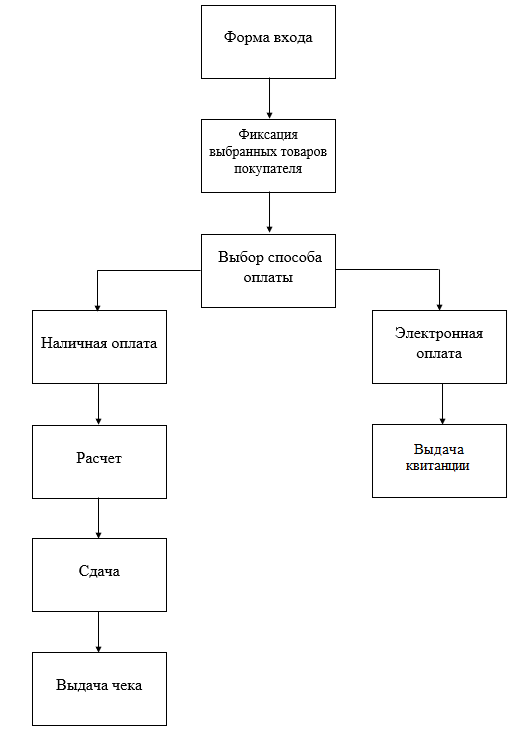 Форма входа
Фиксация
выбранных товаров
покупателя
Выбор способа
оплаты
Наличная оплата
Электронная
оплата
Расчет
Выдача
квитанции
Сдача
Выдача чека